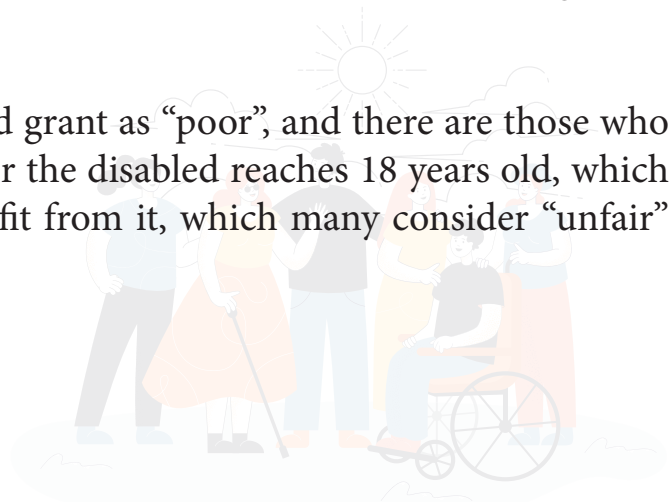 d grant as “poor”, and there are those who
r the disabled reaches 18 years old, which
fit from it, which many consider “unfair”